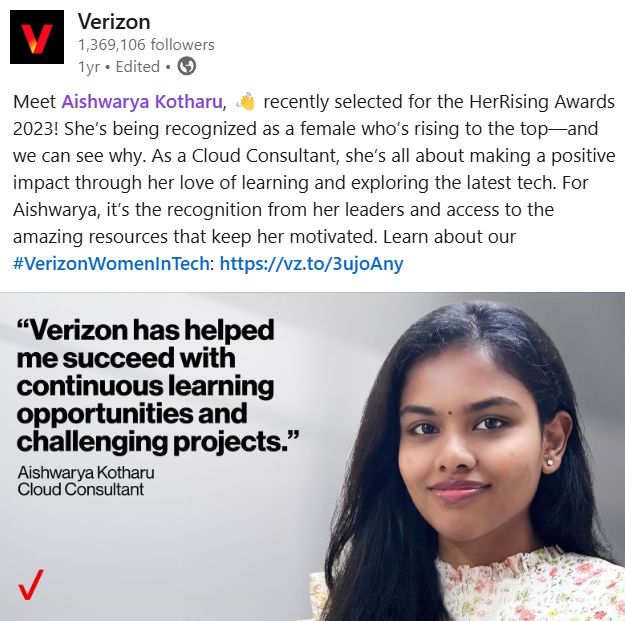 Verizon
1,369,106 followers
1yr • Edited •
Meet Aishwarya Kotharu, 👋 recently selected for the HerRising Awards
2023! She’s being recognized as a female who’s rising to the top—and
we can see why. As a Cloud Consultant, she’s all about making a positive
impact through her love of learning and exploring the latest tech. For
Aishwarya, it’s the recognition from her leaders and access to the
amazing resources that keep her motivated. Learn about our
#VerizonWomenInTech: https://vz.to/3ujoAny
“Verizon has helped
me succeed with
continuous learning
opportunities and
challenging projects.”
Aishwarya Kotharu
Cloud Consultant